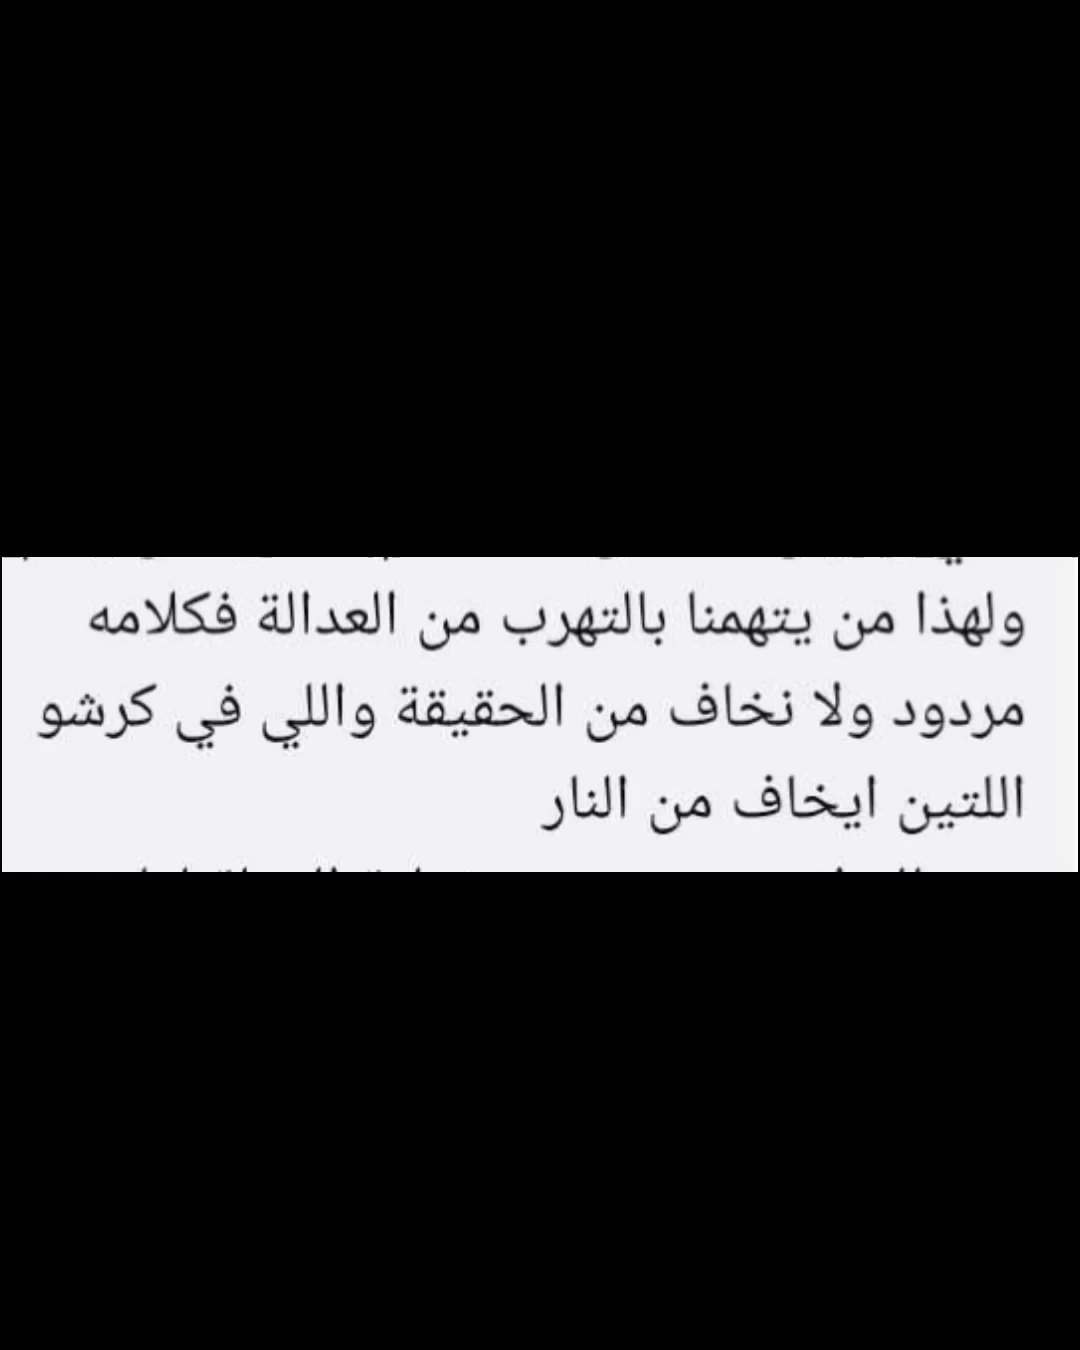 ولهذا من يتهمنا بالتهرب من العدالة فكلامه
مردود ولا نخاف من الحقيقة واللي في كرشو
اللتين ايخاف من النار